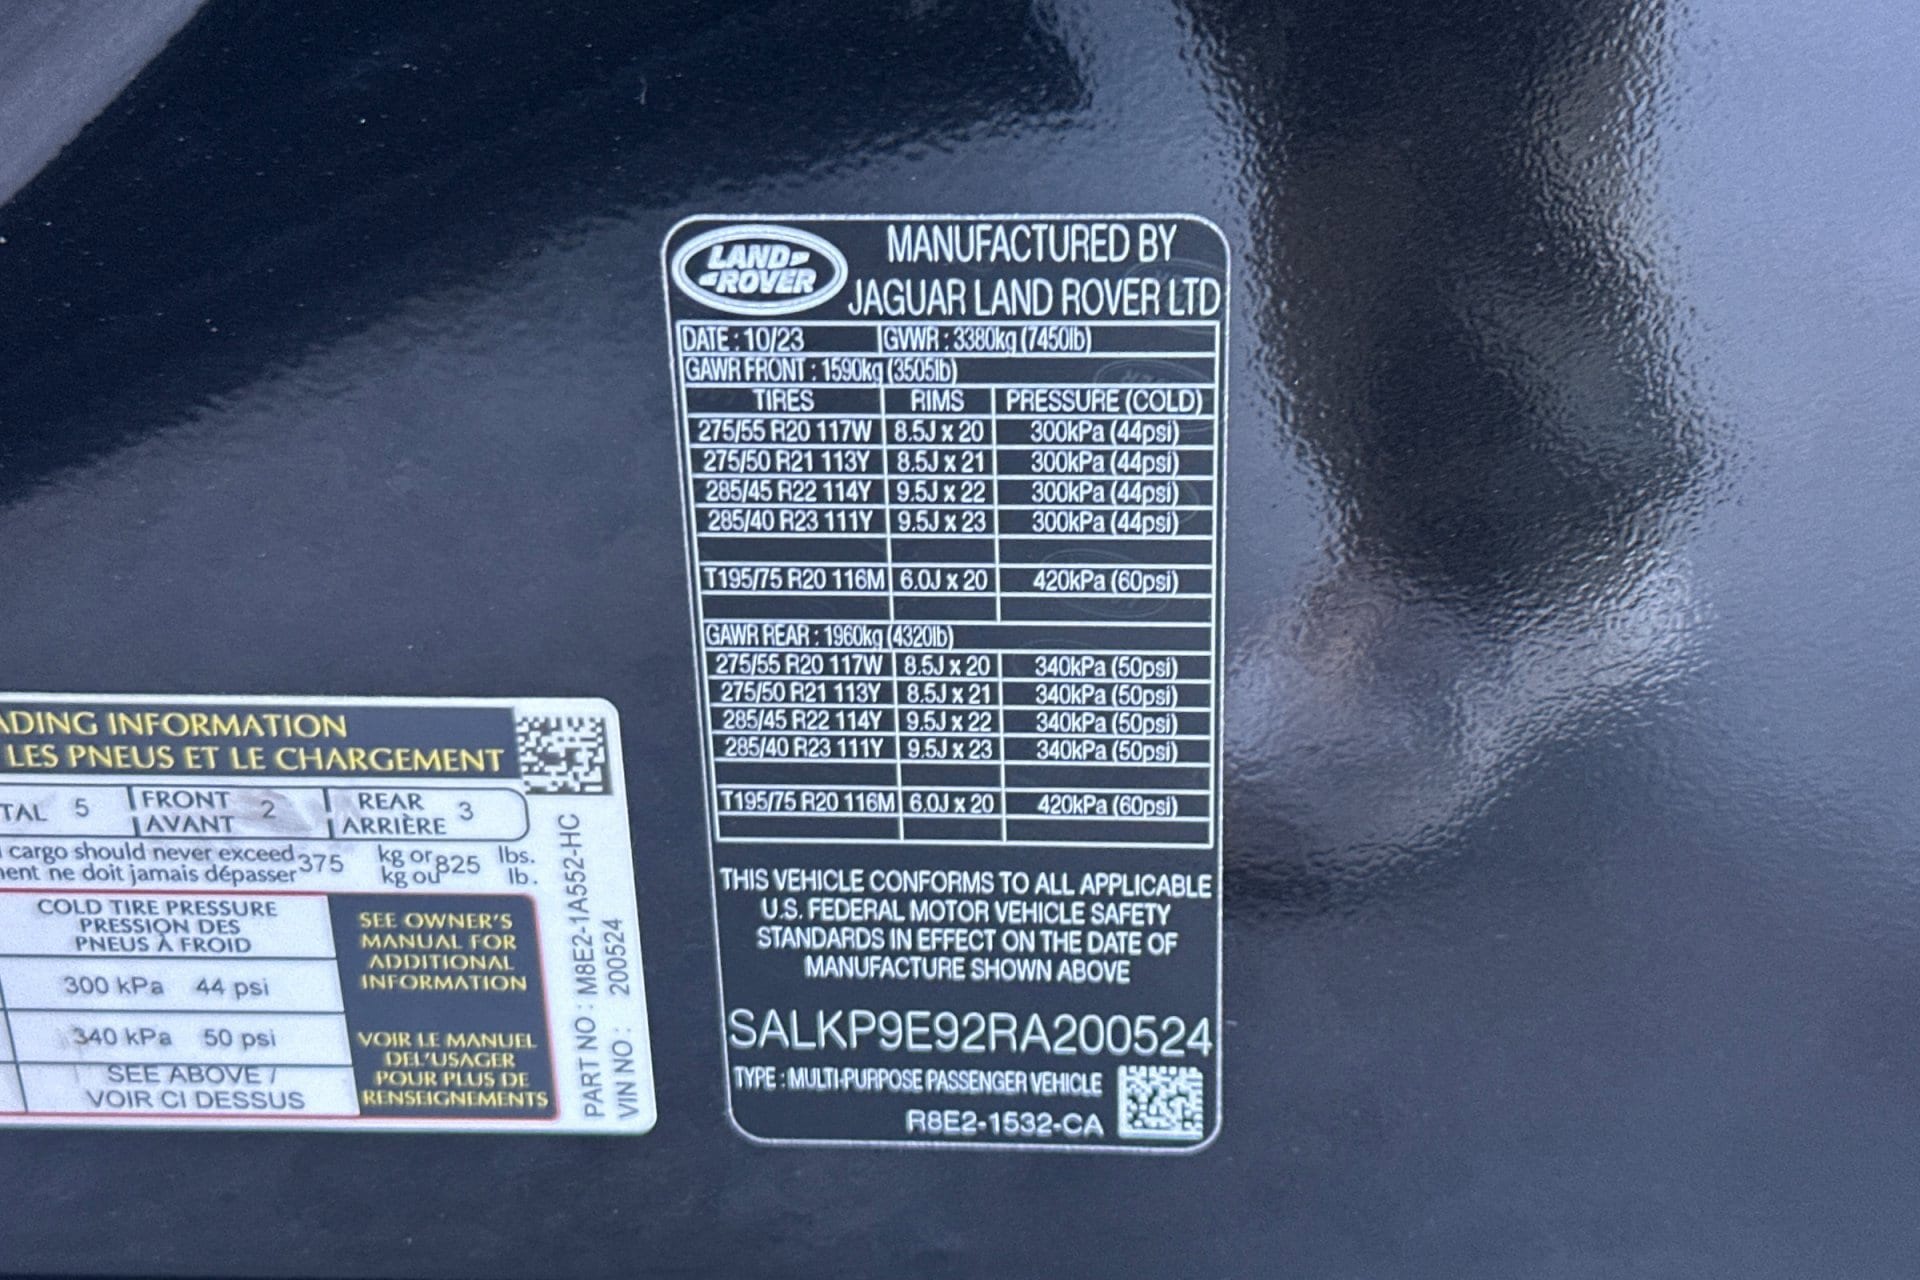 LAND
ROVER
MANUFACTURED BY
JAGUAR LAND ROVER LTD
DATE : 10/23 GVWR : 3380kg (7450lb)
GAWR FRONT : 1590kg (3505lb)
TIRES RIMS PRESSURE (COLD)
275/55 R20 117W 8.5J x 20 300kPa (44psi)
275/50 R21 113Y 8.5J x 21 300kPa (44psi)
285/45 R22 114Y 9.5J x 22 300kPa (44psi)
285/40 R23 111Y 9.5J x 23 300kPa (44psi)
T195/75 R20 116M 6.0J x 20 420kPa (60psi)
GAWR REAR : 1960kg (4320lb)
275/55 R20 117W 8.5J x 20 340kPa (50psi)
275/50 R21 113Y 8.5J x 21 340kPa (50psi)
285/45 R22 114Y 9.5J x 22 340kPa (50psi)
285/40 R23 111Y 9.5J x 23 340kPa (50psi)
T195/75 R20 116M 6.0J x 20 420kPa (60psi)
THIS VEHICLE CONFORMS TO ALL APPLICABLE
U.S. FEDERAL MOTOR VEHICLE SAFETY
STANDARDS IN EFFECT ON THE DATE OF
MANUFACTURE SHOWN ABOVE
SALKP9E92RA200524
TYPE : MULTI-PURPOSE PASSENGER VEHICLE
R8E2-1532-CA
ADING INFORMATION
LES PNEUS ET LE CHARGEMENT
TAL 5 FRONT 2 REAR 3
AVANT ARRIÈRE
cargo should never exceed 375 kg or 825 lbs.
ent ne doit jamais dépasser kg ou lb.
COLD TIRE PRESSURE
PRESSION DES
PNEUS À FROID
300 kPa 44 psi
340 kPa 50 psi
SEE ABOVE /
VOIR CI DESSUS
SEE OWNER'S
MANUAL FOR
ADDITIONAL
INFORMATION
VOIR LE MANUEL
DEL'USAGER
POUR PLUS DE
RENSEIGNEMENTS
PART NO : M8E2-1A552-HC
VIN NO : 200524